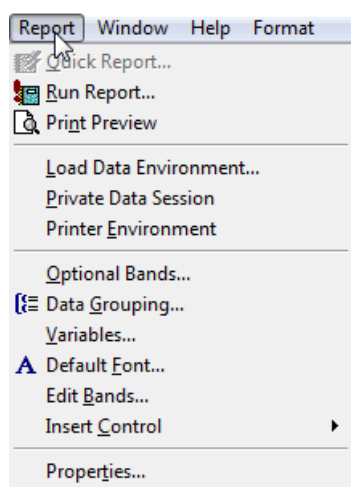 Report Window Help Format
Quick Report...
Run Report...
Print Preview
Load Data Environment...
Private Data Session
Printer Environment
Optional Bands...
Data Grouping...
Variables...
A Default Font...
Edit Bands...
Insert Control
Properties...